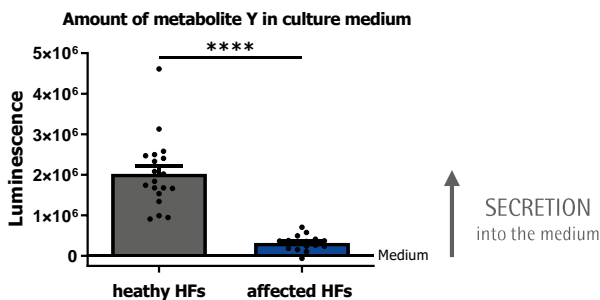 Amount of metabolite Y in culture medium
****
5×10⁶
4×10⁶
3×10⁶
2×10⁶
1×10⁶
0
Luminescence
Medium
SECRETION
into the medium
heathy HFs
affected HFs